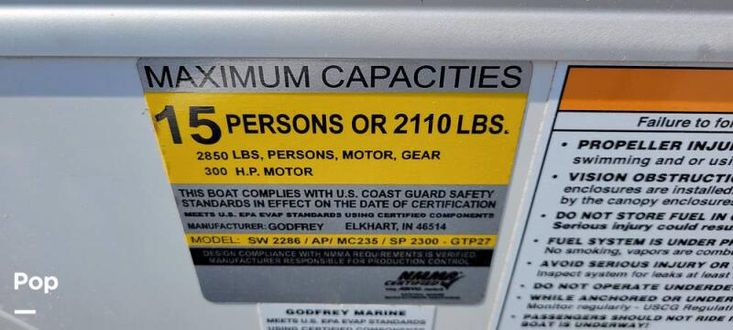 MAXIMUM CAPACITIES
15 PERSONS OR 2110 LBS.
2850 LBS, PERSONS, MOTOR, GEAR
300 H.P. MOTOR
THIS BOAT COMPLIES WITH U.S. COAST GUARD SAFETY
STANDARDS IN EFFECT ON THE DATE OF CERTIFICATION
MEETS U.S. EPA EVAP STANDARDS USING CERTIFIED COMPONENTS
MANUFACTURER: GODFREY ELKHART, IN 46514
MODEL: SW 2286 / AP/ MC235 / SP 2300 - GTP27
DESIGN COMPLIANCE WITH NMMA REQUIREMENTS IS VERIFIED.
MANUFACTURER RESPONSIBLE FOR PRODUCTION CONTROL
NMMA
CERTIFIED
GODFREY MARINE
MEETS U.S. EPA EVAP STANDARDS
USING CERTIFIED COMPONENTS
Failure to fo
• PROPELLER INJU
swimming and or usi
• VISION OBSTRUCTI
enclosures are installed,
by the canopy enclosures
• DO NOT STORE FUEL IN
Serious injury could resu
• FUEL SYSTEM IS UNDER P
No smoking, vapors are comb
• AVOID SERIOUS INJURY OR
Inspect system for leaks at least
• DO NOT OPERATE UNDER
• WHILE ANCHORED OR UNDER
Monitor regularly - USCG Regulat
• PASSENGERS SHOULD NOT RIDE
BOAT IS UNDERWAY!
Pop